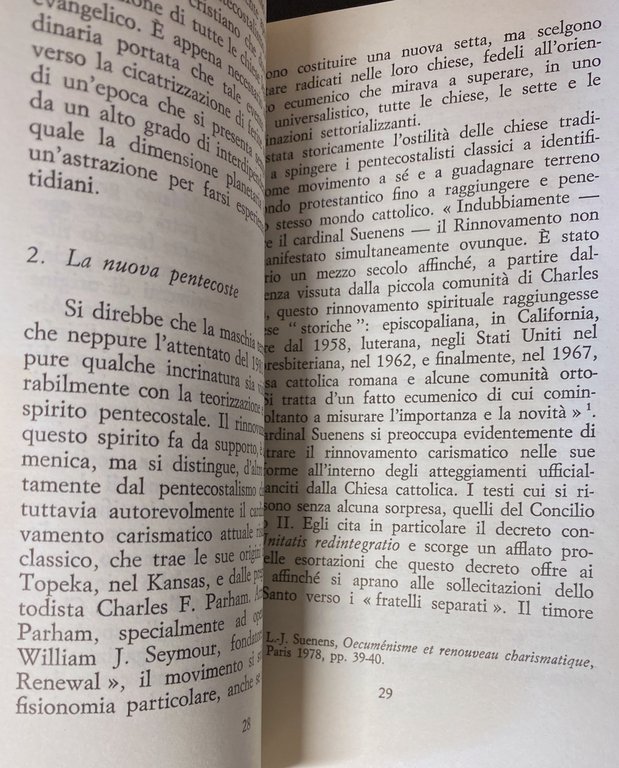 evangelico. È appena necessario
dinaria portata che tale
verso la cicatrizzazione di
di un'epoca che si presenta
da un alto grado di
quale la dimensione
un'astrazione per farsi
tidiani.
2. La nuova pentecoste
Si direbbe che la maschia
che neppure l'attentato del
pure qualche incrinatura sia
rabilmente con la teorizzazione
spirito pentecostale. Il
questo spirito fa da supporto,
menica, ma si distingue,
tamente dal pentecostalismo
tuttavia autorevolmente il
vamento carismatico attuale
classico, che trae le sue
Topeka, nel Kansas, e dalle
todista Charles F. Parham.
Parham, specialmente ad
William J. Seymour,
Renewal », il movimento si
fisionomia particolare, anche se
28
ono costituire una nuova setta, ma scelgono
tare radicati nelle loro chiese, fedeli all'orien-
o ecumenico che mirava a superare, in uno
universalistico, tutte le chiese, le sette e le
inazioni settorializzanti.
stata storicamente l'ostilità delle chiese tradi-
a spingere i pentecostalisti classici a identifi-
ome movimento a sé e a guadagnare terreno
ndo protestantico fino a raggiungere e pene-
o stesso mondo cattolico. « Indubbiamente —
e il cardinal Suenens — il Rinnovamento non
anifestato simultaneamente ovunque. È stato
rio un mezzo secolo affinché, a partire dal-
enza vissuta dalla piccola comunità di Charles
, questo rinnovamento spirituale raggiungesse
ese " storiche ": episcopaliana, in California,
re dal 1958, luterana, negli Stati Uniti nel
resbiteriana, nel 1962, e finalmente, nel 1967,
sa cattolica romana e alcune comunità orto-
Si tratta d'un fatto ecumenico di cui comin-
oltanto a misurare l'importanza e la novità » 1.
ardinal Suenens si preoccupa evidentemente di
trare il rinnovamento carismatico nelle sue
forme all'interno degli atteggiamenti ufficial-
anciti dalla Chiesa cattolica. I testi cui si ri-
sono senza alcuna sorpresa, quelli del Concilio
o II. Egli cita in particolare il decreto con-
Unitatis redintegratio e scorge un afflato pro-
elle esortazioni che questo decreto offre ai
affinché si aprano alle sollecitazioni dello
Santo verso i « fratelli separati ». Il timore
L.-J. Suenens, Oecuménisme et renouveau charismatique,
Paris 1978, pp. 39-40.
29